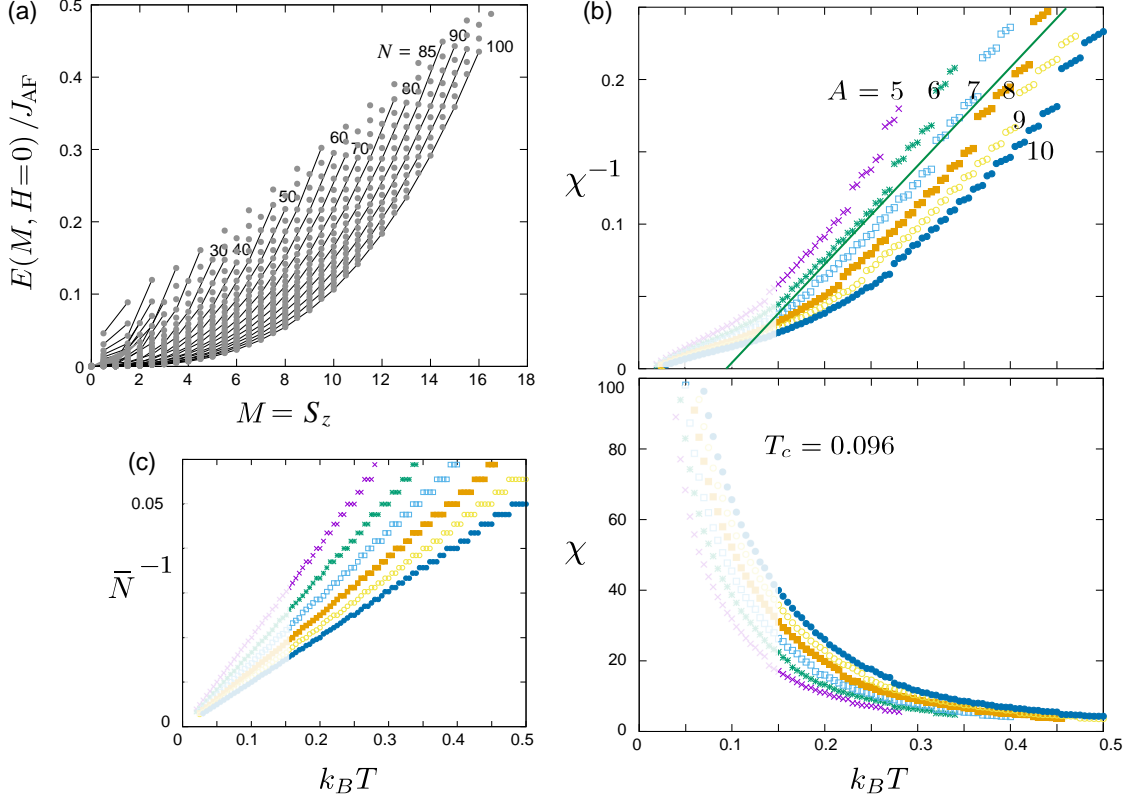 (a)
0.5
0.4
0.3
0.2
0.1
0
E(M, H=0)/J_AF
N = 85
90
100
80
60
70
50
30
40
0 2 4 6 8 10 12 14 16 18
M = S_z
(b)
0.2
0.1
0
χ⁻¹
A = 5 6 7 8
9
10
100
80
60
40
20
0
χ
T_c = 0.096
0 0.1 0.2 0.3 0.4 0.5
k_B T
(c)
0.05
0
N̄⁻¹
0 0.1 0.2 0.3 0.4 0.5
k_B T